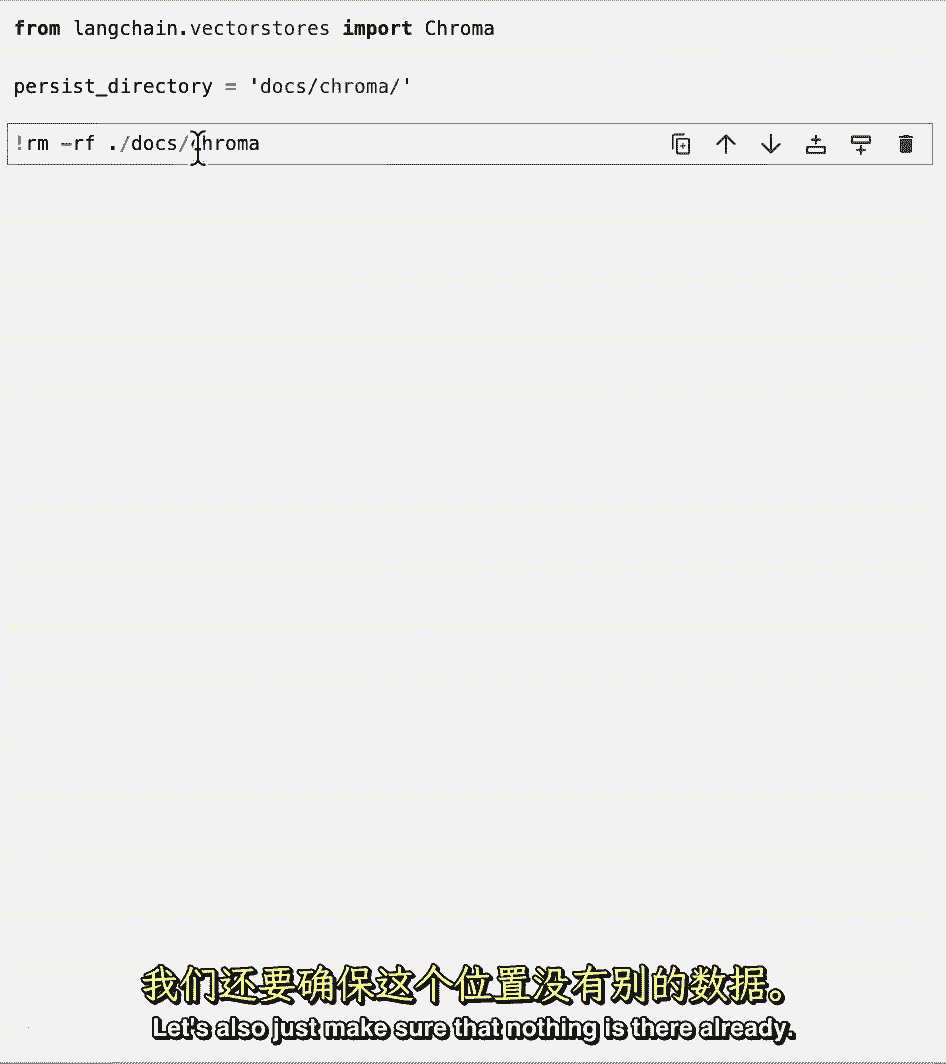 from langchain.vectorstores import Chroma
persist_directory = 'docs/chroma/'
!rm -rf ./docs/chroma
我们还要确保这个位置没有别的数据。
Let's also just make sure that nothing is there already.